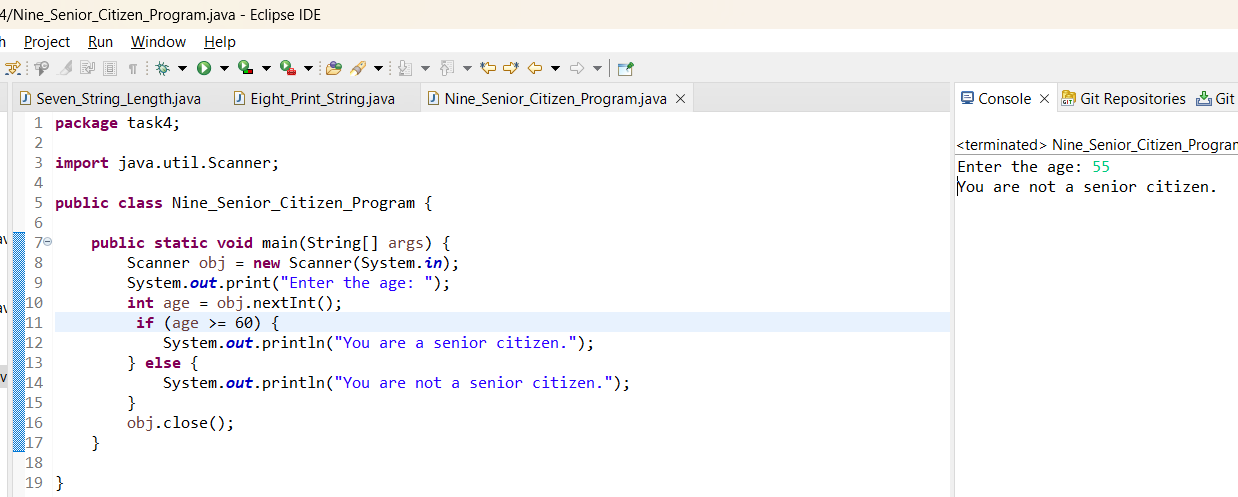 4/Nine_Senior_Citizen_Program.java - Eclipse IDE
h Project Run Window Help
Seven_String_Length.java Eight_Print_String.java Nine_Senior_Citizen_Program.java
1 package task4;
2
3 import java.util.Scanner;
4
5 public class Nine_Senior_Citizen_Program {
6
7 public static void main(String[] args) {
8 Scanner obj = new Scanner(System.in);
9 System.out.print("Enter the age: ");
10 int age = obj.nextInt();
11 if (age >= 60) {
12 System.out.println("You are a senior citizen.");
13 } else {
14 System.out.println("You are not a senior citizen.");
15 }
16 obj.close();
17 }
18
19 }
Console Git Repositories Git
<terminated> Nine_Senior_Citizen_Program
Enter the age: 55
You are not a senior citizen.